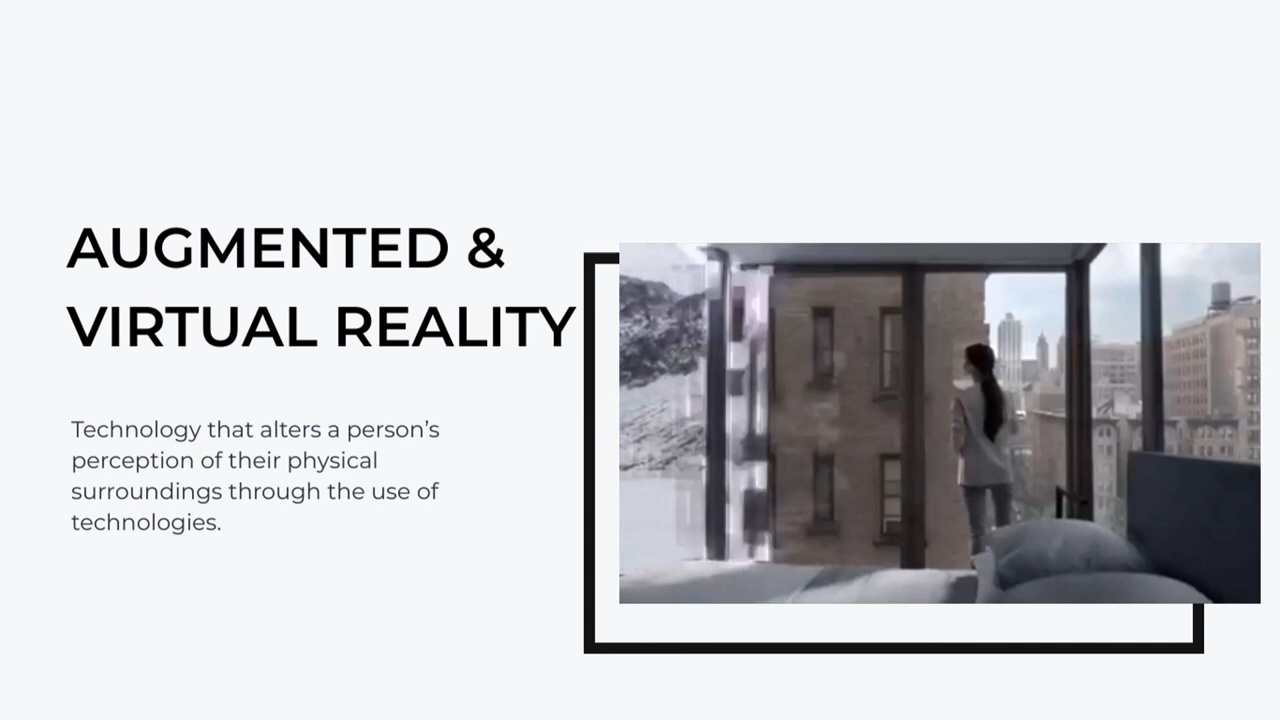 AUGMENTED &
VIRTUAL REALITY
Technology that alters a person’s
perception of their physical
surroundings through the use of
technologies.